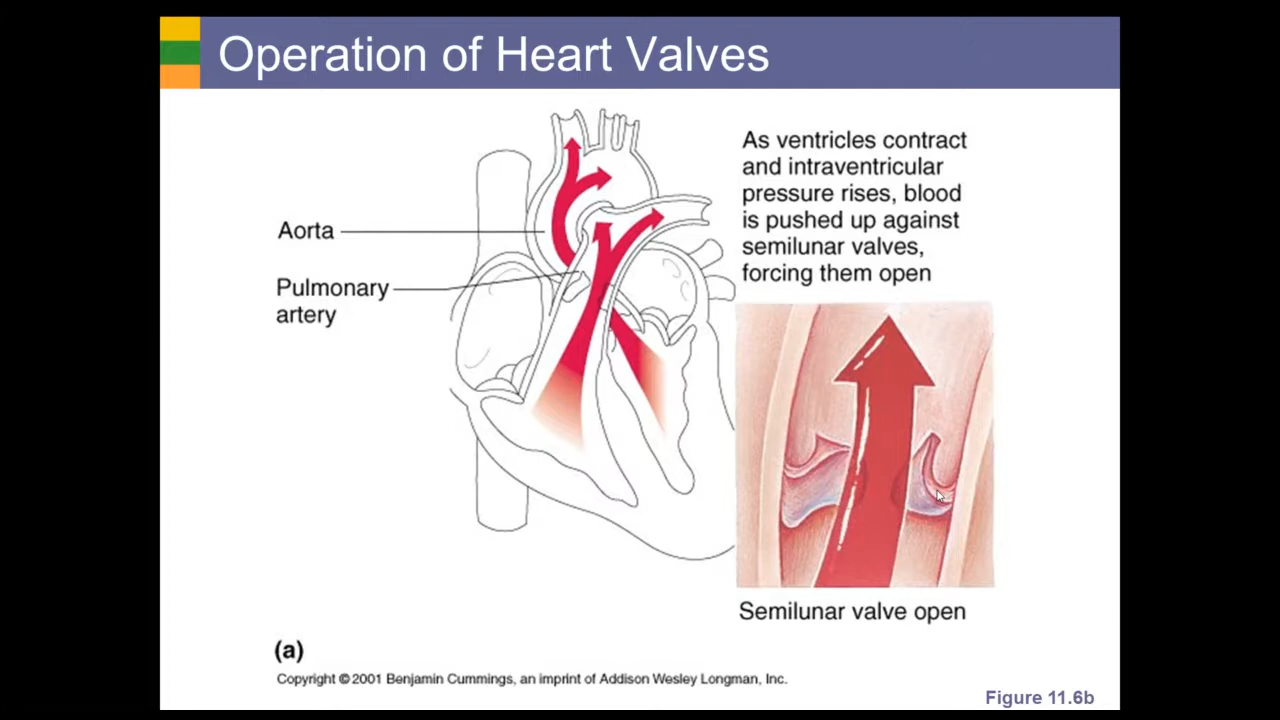 Operation of Heart Valves
As ventricles contract
and intraventricular
pressure rises, blood
is pushed up against
semilunar valves,
forcing them open
Aorta
Pulmonary
artery
Semilunar valve open
(a)
Copyright © 2001 Benjamin Cummings, an imprint of Addison Wesley Longman, Inc.
Figure 11.6b